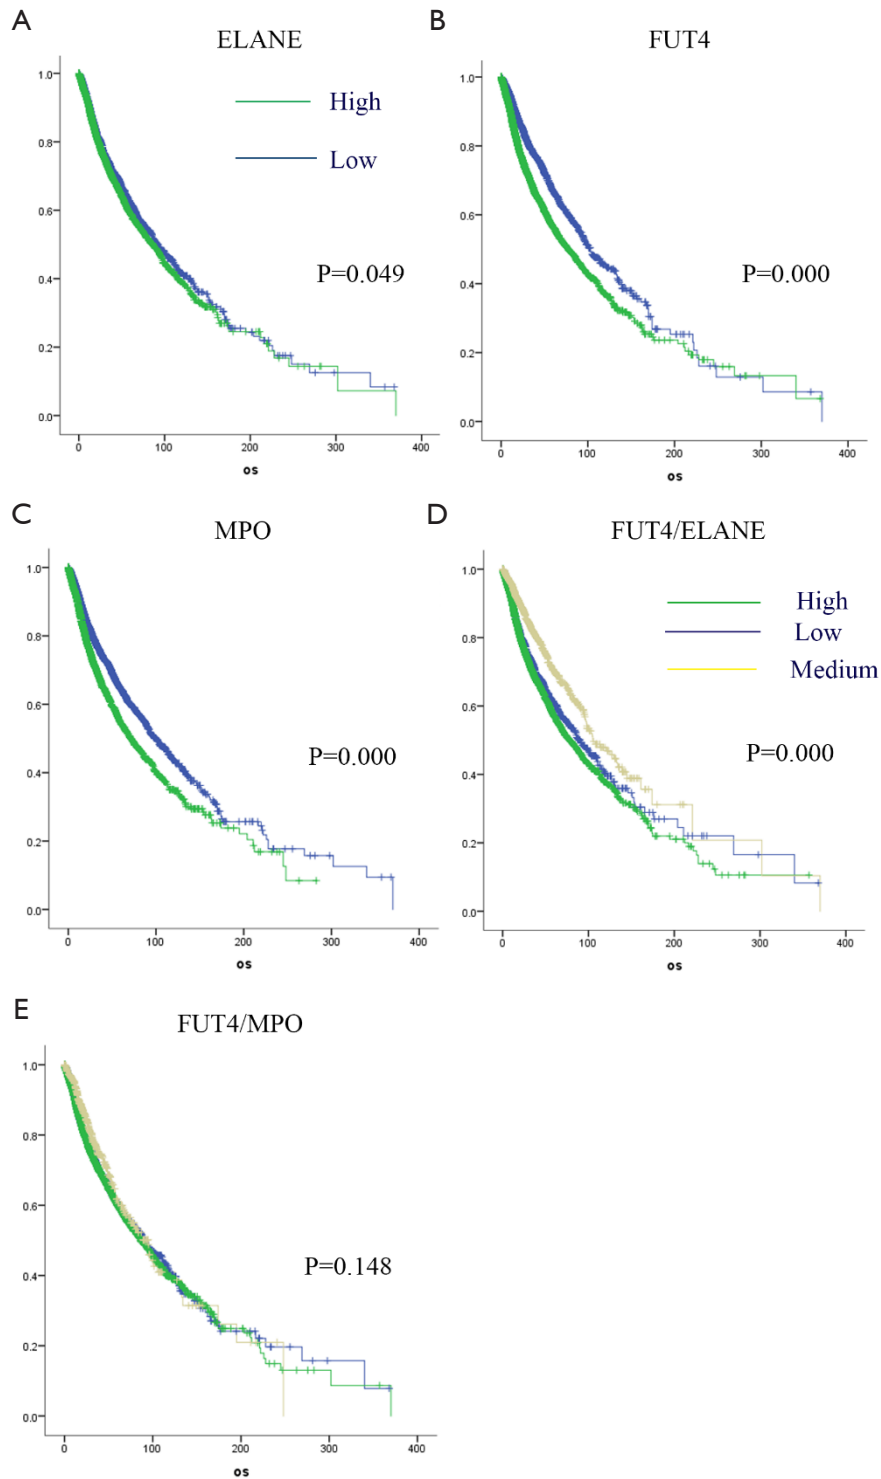 A
ELANE
High
Low
P=0.049
1.0
0.8
0.6
0.4
0.2
0.0
0
100
200
300
400
os
B
FUT4
P=0.000
1.0
0.8
0.6
0.4
0.2
0.0
0
100
200
300
400
os
C
MPO
P=0.000
1.0
0.8
0.6
0.4
0.2
0.0
0
100
200
300
400
os
D
FUT4/ELANE
High
Low
Medium
P=0.000
1.0
0.8
0.6
0.4
0.2
0.0
0
100
200
300
400
os
E
FUT4/MPO
P=0.148
1.0
0.8
0.6
0.4
0.2
0.0
0
100
200
300
400
os